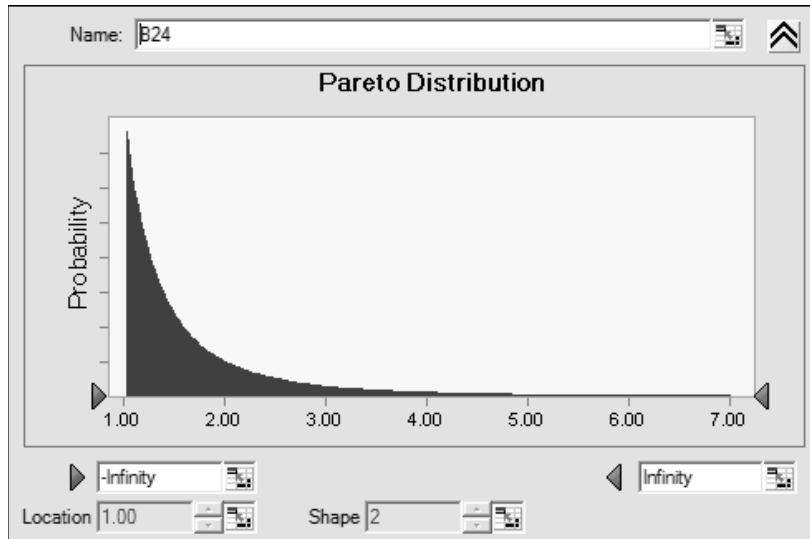 Name: B24
Pareto Distribution
Probability
1.00 2.00 3.00 4.00 5.00 6.00 7.00
-Infinity Infinity
Location 1.00 Shape 2